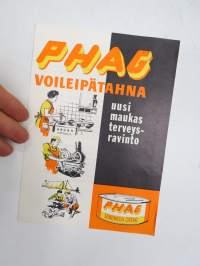 PHAG
VOILEIPÄTAHNA
uusi
maukas
terveys-
ravinto
PHAG